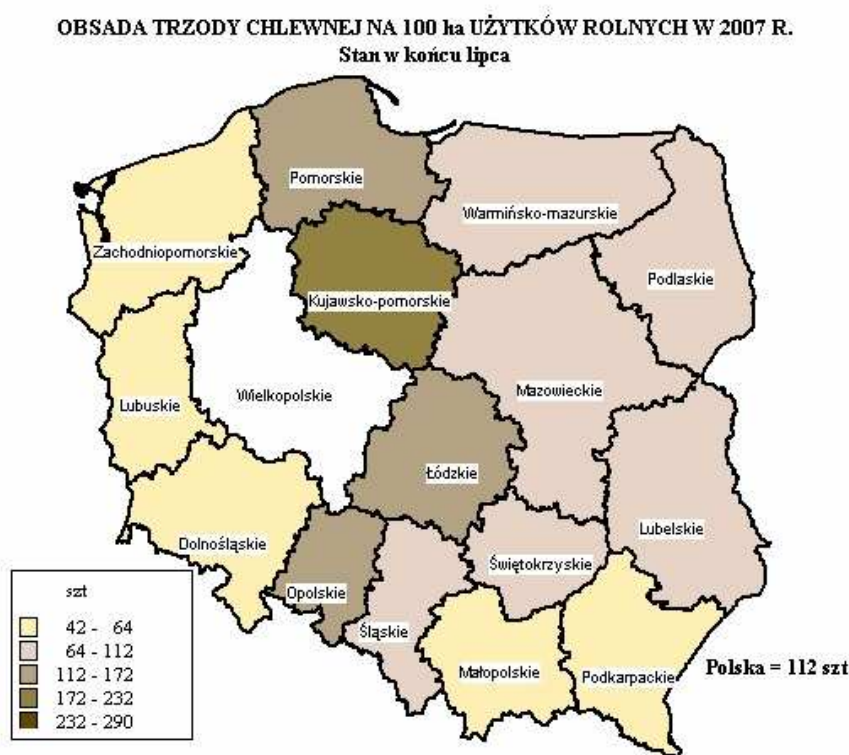 OBSADA TRZODY CHLEWNEJ NA 100 ha UŻYTKÓW ROLNYCH W 2007 R.
Stan w końcu lipca
Pomorskie
Warmińsko-mazurskie
Zachodniopomorskie
Podlaskie
Kujawsko-pomorskie
Mazowieckie
Wielkopolskie
Lubuskie
Łódzkie
Lubelskie
Dolnośląskie
Świętokrzyskie
Opolskie
Śląskie
Małopolskie
Podkarpackie
Polska = 112 szt
szt
42 - 64
64 - 112
112 - 172
172 - 232
232 - 290